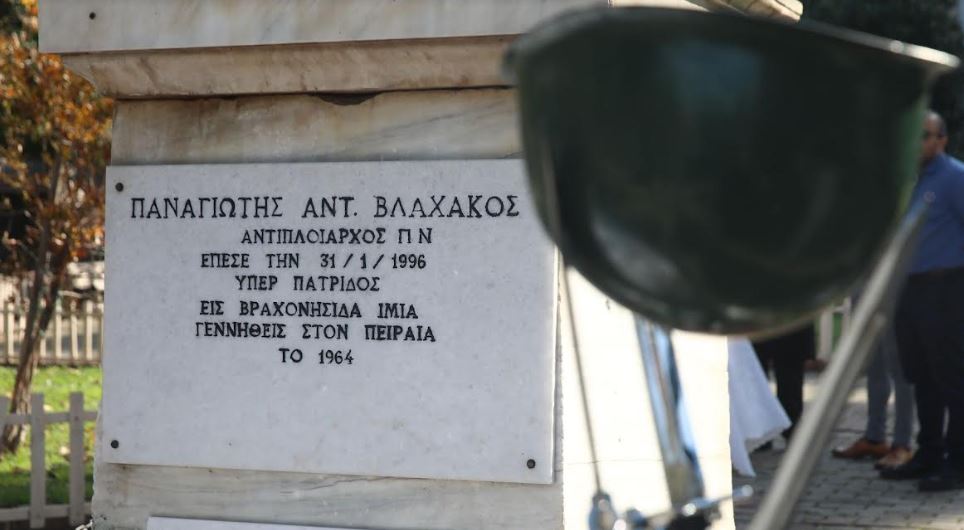 ΠΑΝΑΓΙΩΤΗΣ ΑΝΤ. ΒΛΑΧΑΚΟΣ
ΑΝΤΙΠΛΟΙΑΡΧΟΣ Π Ν
ΕΠΕΣΕ ΤΗΝ 31/1/1996
ΥΠΕΡ ΠΑΤΡΙΔΟΣ
ΕΙΣ ΒΡΑΧΟΝΗΣΙΔΑ ΙΜΙΑ
ΓΕΝΝΗΘΕΙΣ ΣΤΟΝ ΠΕΙΡΑΙΑ
ΤΟ 1964